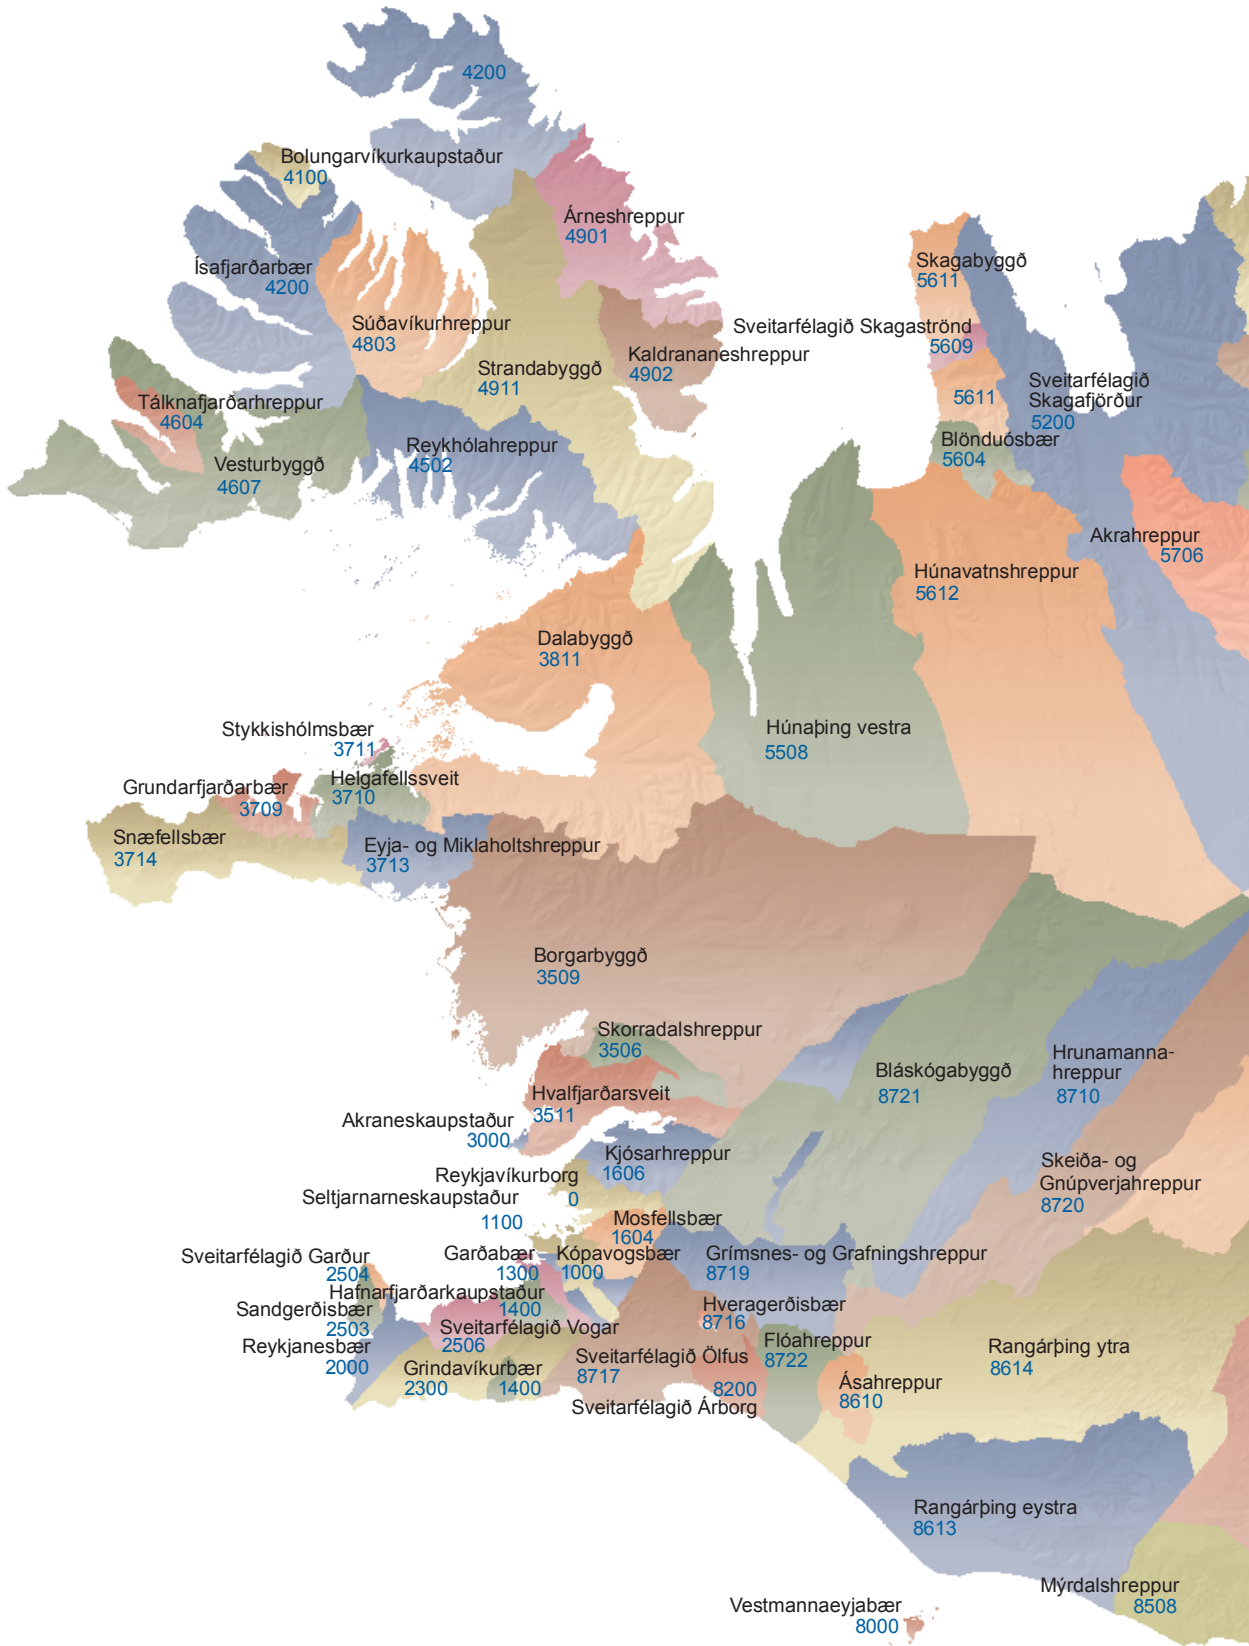 4200
Bolungarvíkurkaupstaður
4100
Árneshreppur
4901
Ísafjarðarbær
4200
Skagabyggð
5611
Súðavíkurhreppur
4803
Sveitarfélagið Skagaströnd
5609
Strandabyggð
4911
Kaldrananeshreppur
4902
5611
Sveitarfélagið
Skagafjörður
5200
Tálknafjarðarhreppur
4604
Reykhólahreppur
4502
Blönduósbær
5604
Vesturbyggð
4607
Akrahreppur
5706
Húnavatnshreppur
5612
Dalabyggð
3811
Stykkishólmsbær
3711
Húnaþing vestra
5508
Grundarfjarðarbær
3709
Helgafellssveit
3710
Snæfellsbær
3714
Eyja- og Miklaholtshreppur
3713
Borgarbyggð
3509
Skorradalshreppur
3506
Hrunamanna-
hreppur
8710
Bláskógabyggð
8721
Hvalfjarðarsveit
3511
Akraneskaupstaður
3000
Kjósarhreppur
1606
Skeiða- og
Gnúpverjahreppur
8720
Reykjavíkurborg
0
Seltjarnarneskaupstaður
1100
Mosfellsbær
1604
Sveitarfélagið Garður
2504
Garðabær
1300
Kópavogsbær
1000
Grímsnes- og Grafningshreppur
8719
Hafnarfjarðarkaupstaður
1400
Sandgerðisbær
2503
Hveragerðisbær
8716
Sveitarfélagið Vogar
2506
Reykjanesbær
2000
Flóahreppur
8722
Rangárþing ytra
8614
Grindavíkurbær
2300
1400
Sveitarfélagið Ölfus
8717
Ásahreppur
8610
8200
Sveitarfélagið Árborg
Rangárþing eystra
8613
Mýrdalshreppur
8508
Vestmannaeyjabær
8000